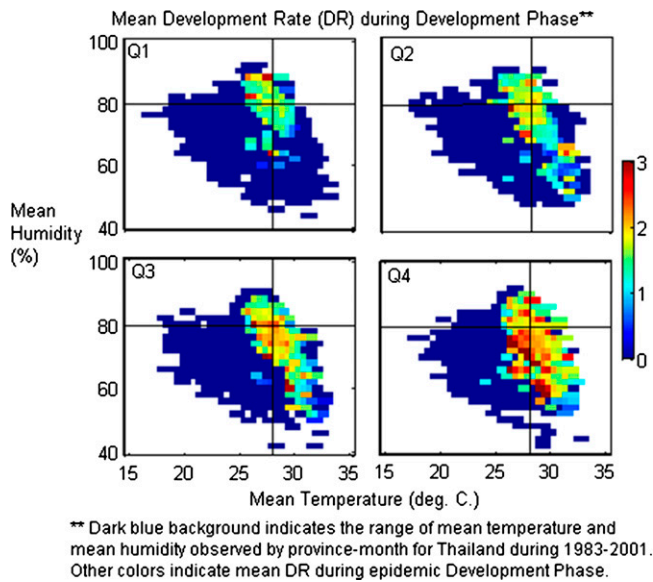 Mean Development Rate (DR) during Development Phase**
100
Q1
Q2
80
60
40
Mean
Humidity
(%)
3
2
1
0
100
Q3
Q4
80
60
40
15 20 25 30 35 15 20 25 30 35
Mean Temperature (deg. C.)
** Dark blue background indicates the range of mean temperature and
mean humidity observed by province-month for Thailand during 1983-2001.
Other colors indicate mean DR during epidemic Development Phase.